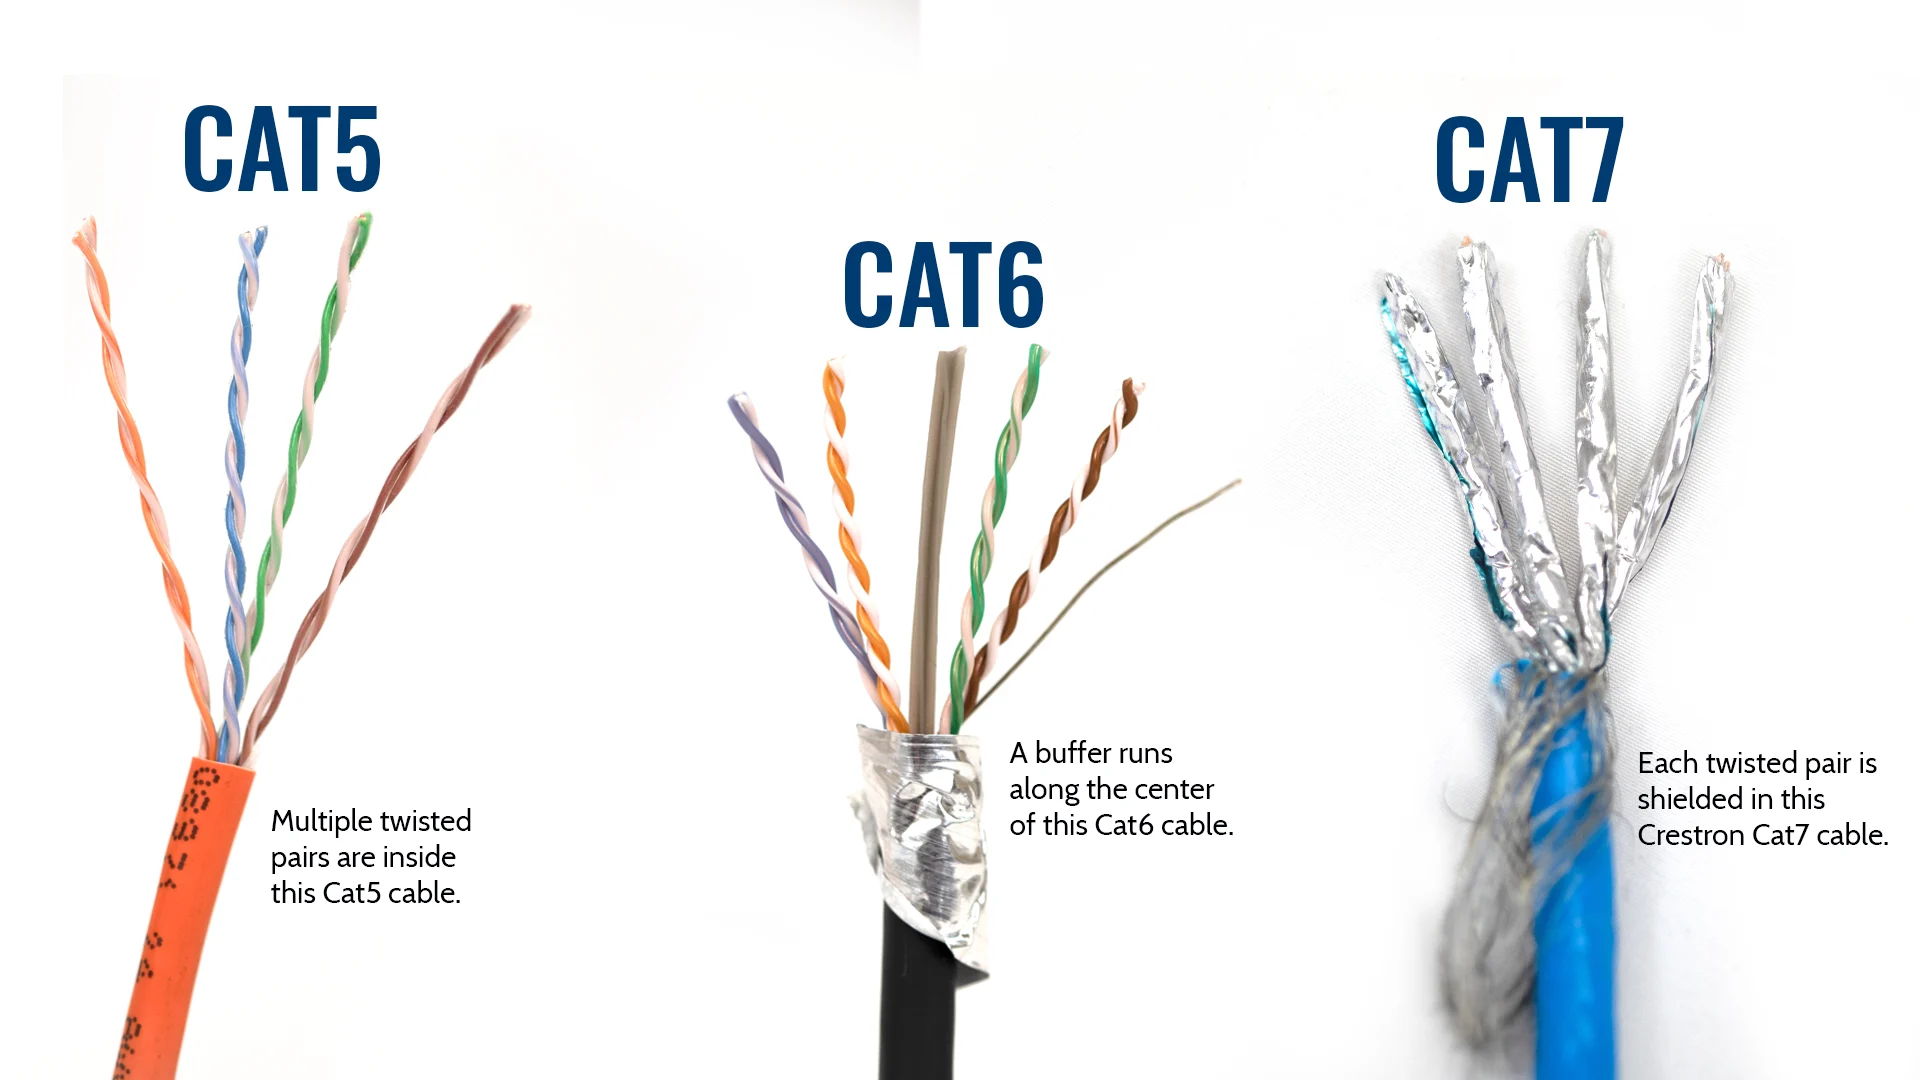 CAT5
Multiple twisted
pairs are inside
this Cat5 cable.
CAT6
A buffer runs
along the center
of this Cat6 cable.
CAT7
Each twisted pair is
shielded in this
Crestron Cat7 cable.